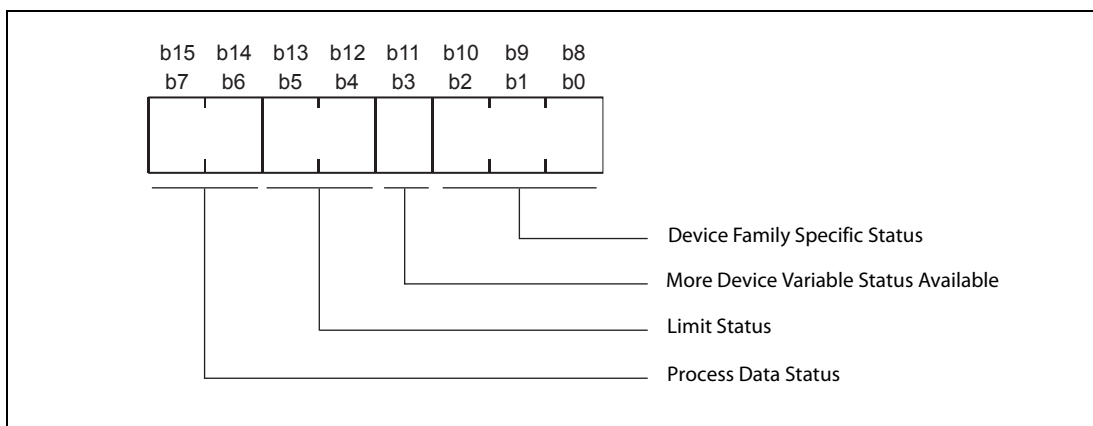 b15 b14 b13 b12 b11 b10 b9 b8
b7 b6 b5 b4 b3 b2 b1 b0
Device Family Specific Status
More Device Variable Status Available
Limit Status
Process Data Status